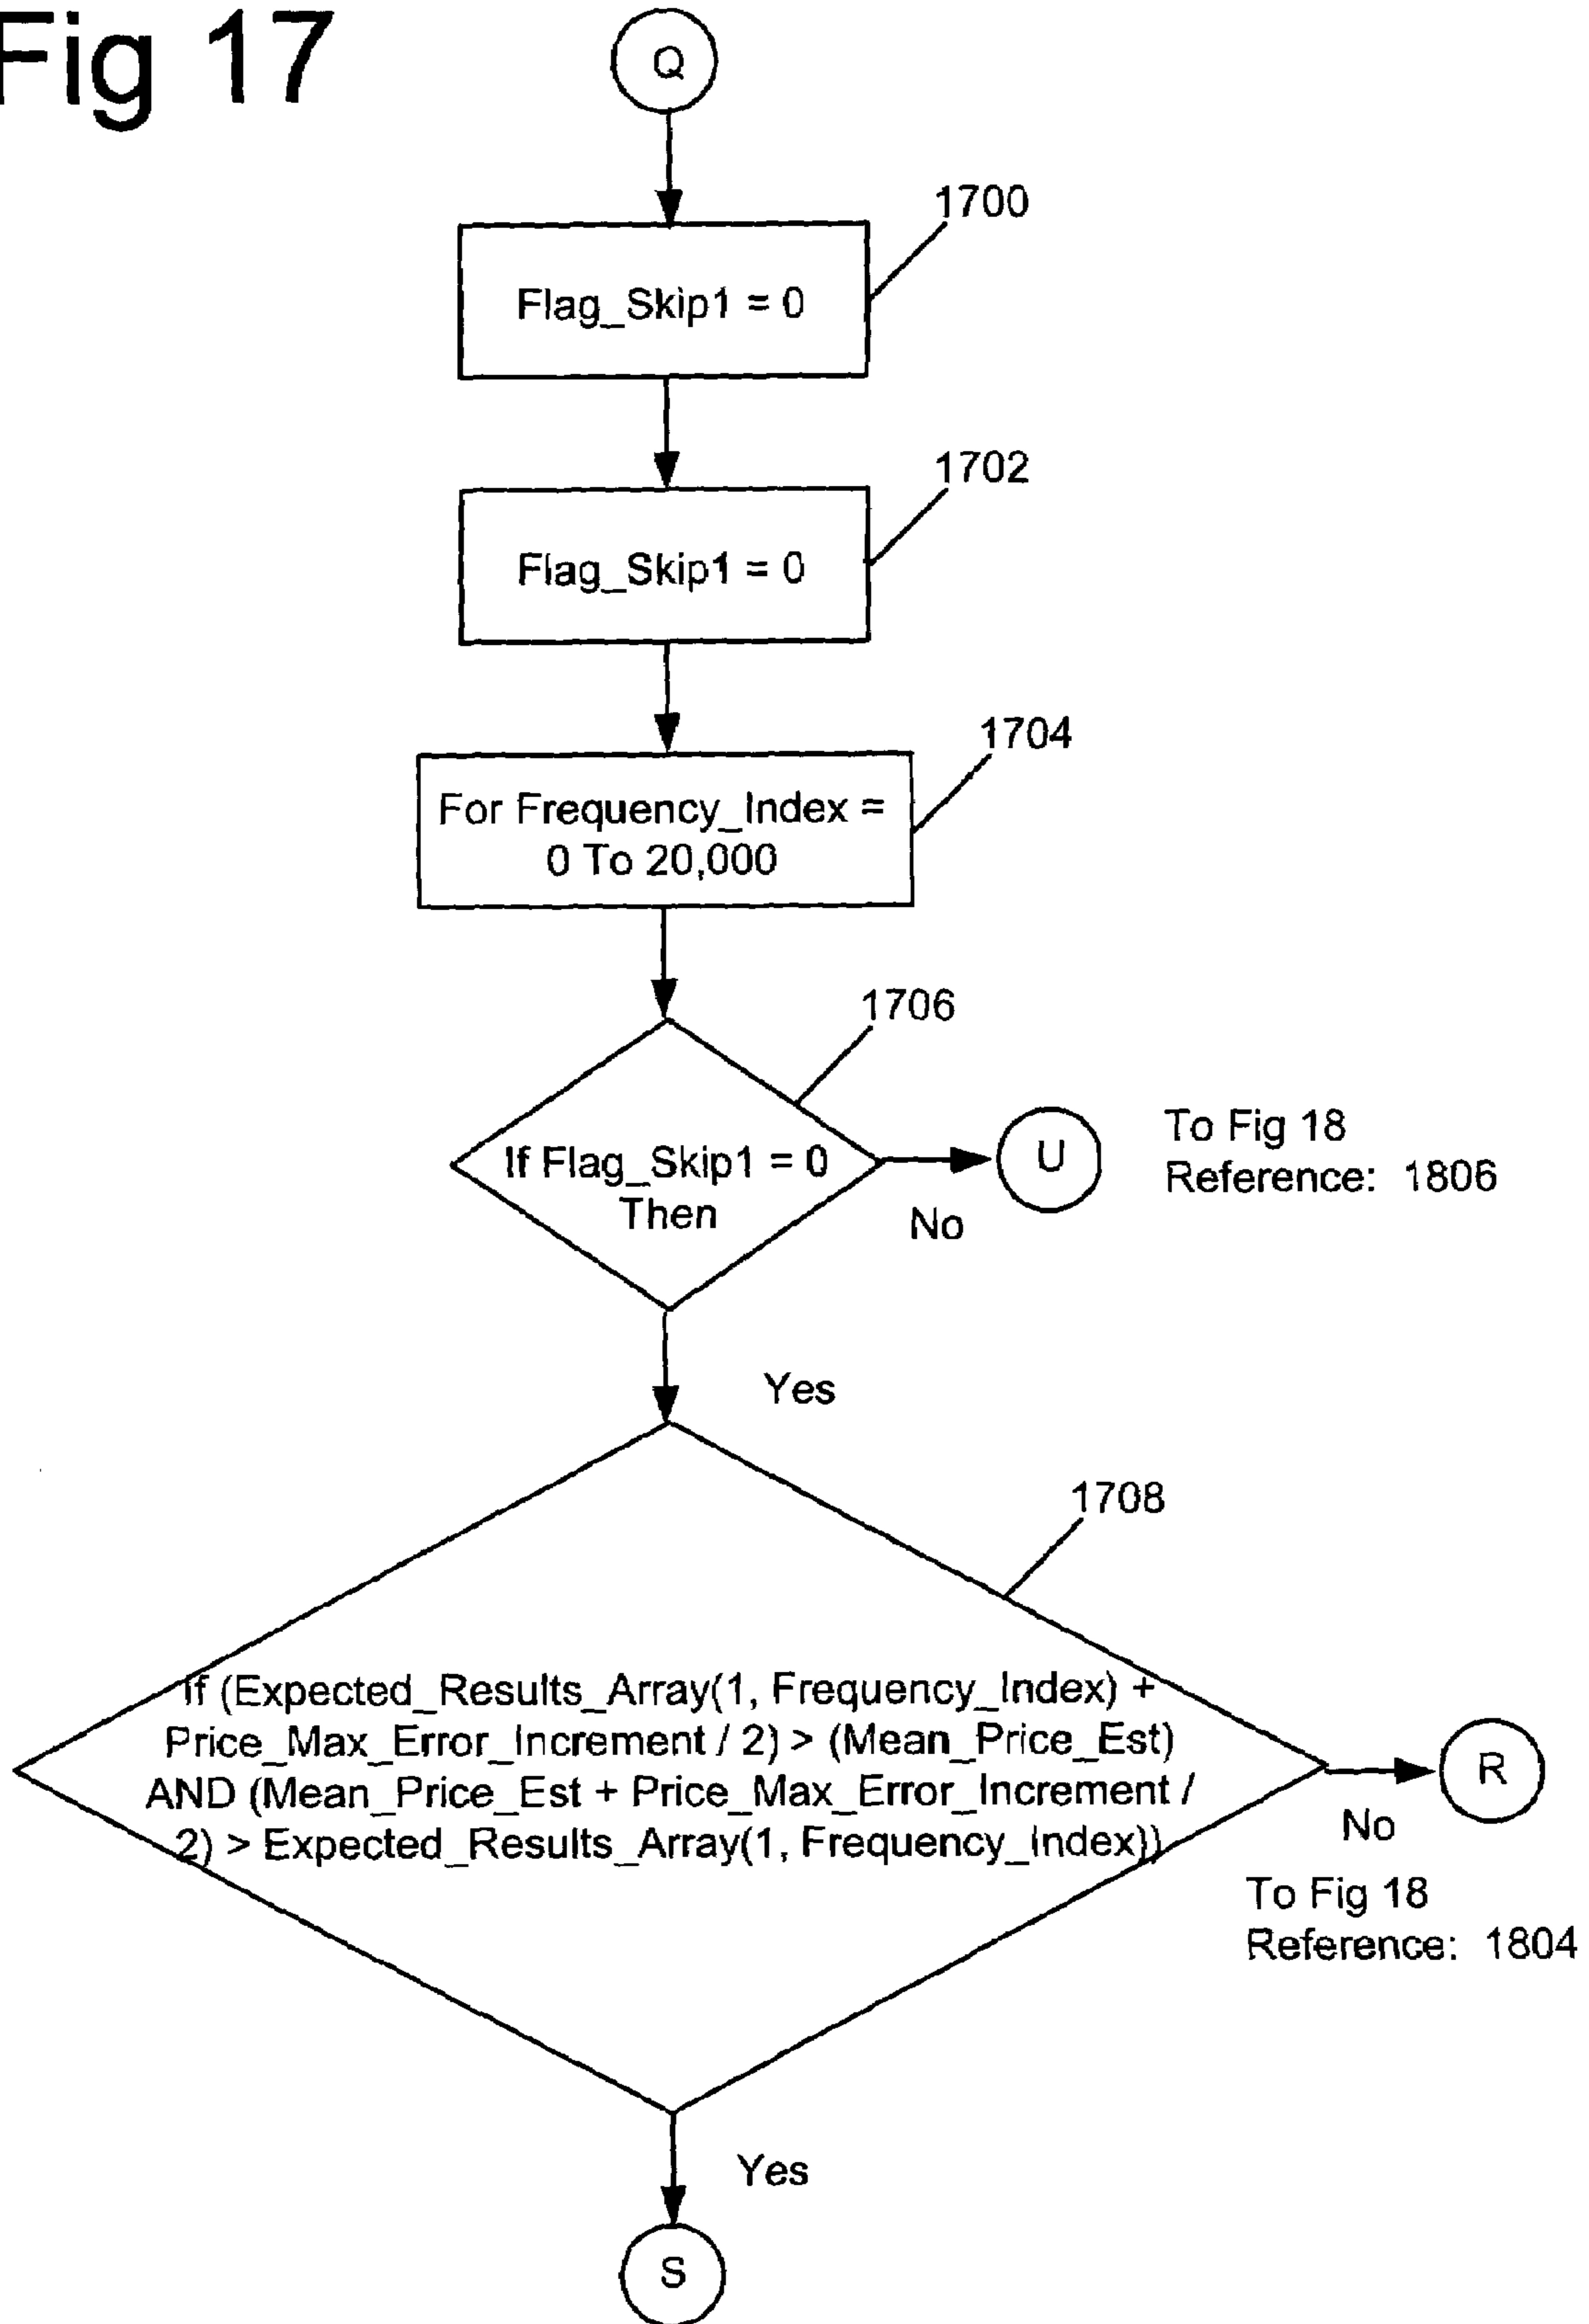 Fig 17
Q
1700
Flag_Skip1 = 0
1702
Flag_Skip1 = 0
1704
For Frequency_Index =
0 To 20,000
1706
If Flag_Skip1 = 0
Then
U
To Fig 18
Reference: 1806
No
Yes
1708
If (Expected_Results_Array(1, Frequency_Index) +
Price_Max_Error_Increment / 2) > (Mean_Price_Est)
AND (Mean_Price_Est + Price_Max_Error_Increment /
2) > Expected_Results_Array(1, Frequency_Index))
R
No
To Fig 18
Reference: 1804
Yes
S